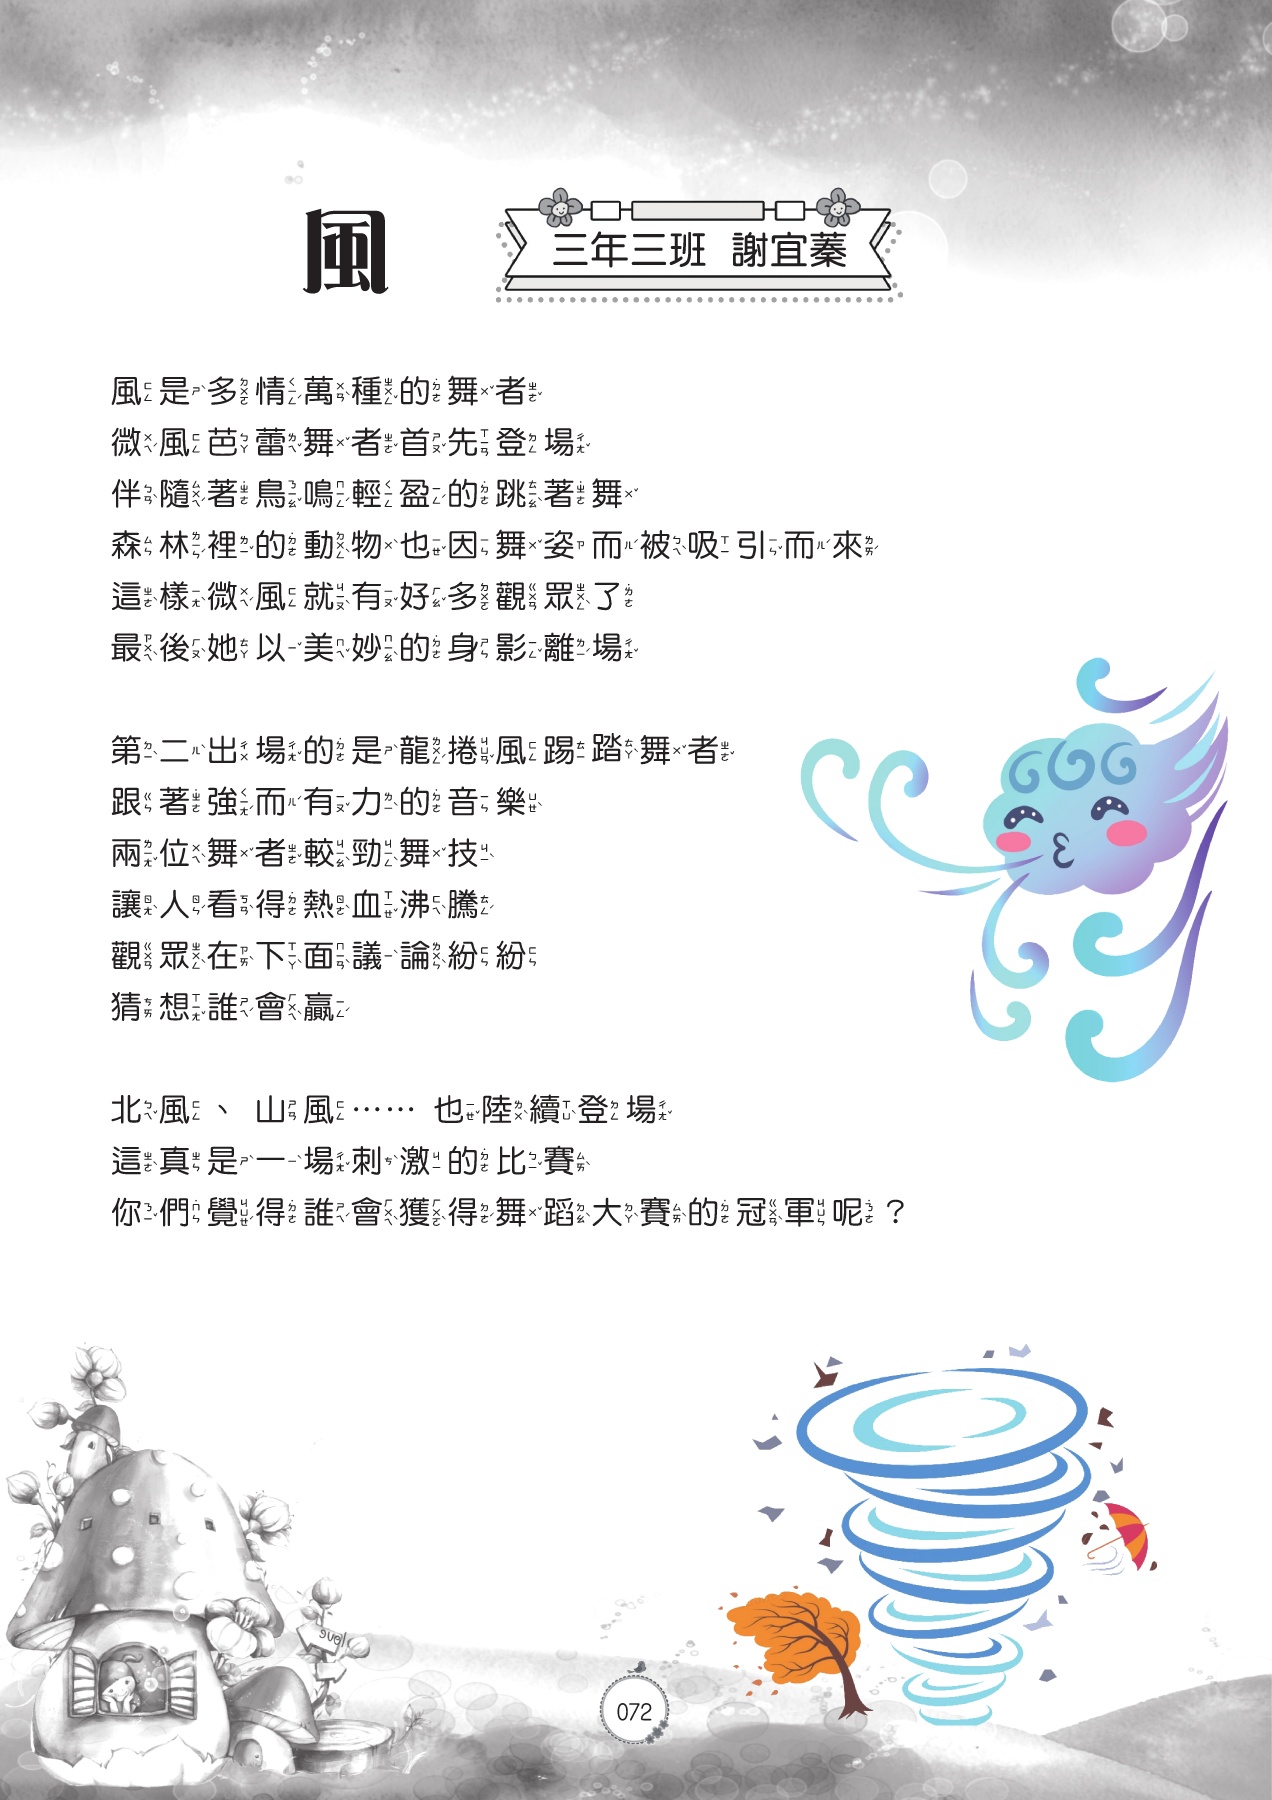 風
三年三班 謝宜蓁
風是多情萬種的舞者
微風芭蕾舞者首先登場
伴隨著鳥鳴輕盈的跳著舞
森林裡的動物也因舞姿而被吸引而來
這樣微風就有好多觀眾了
最後她以美妙的身影離場
第二出場的是龍捲風踢踏舞者
跟著強而有力的音樂
兩位舞者較勁舞技
讓人看得熱血沸騰
觀眾在下面議論紛紛
猜想誰會贏
北風、山風……也陸續登場
這真是一場刺激的比賽
你們覺得誰會獲得舞蹈大賽的冠軍呢？
072